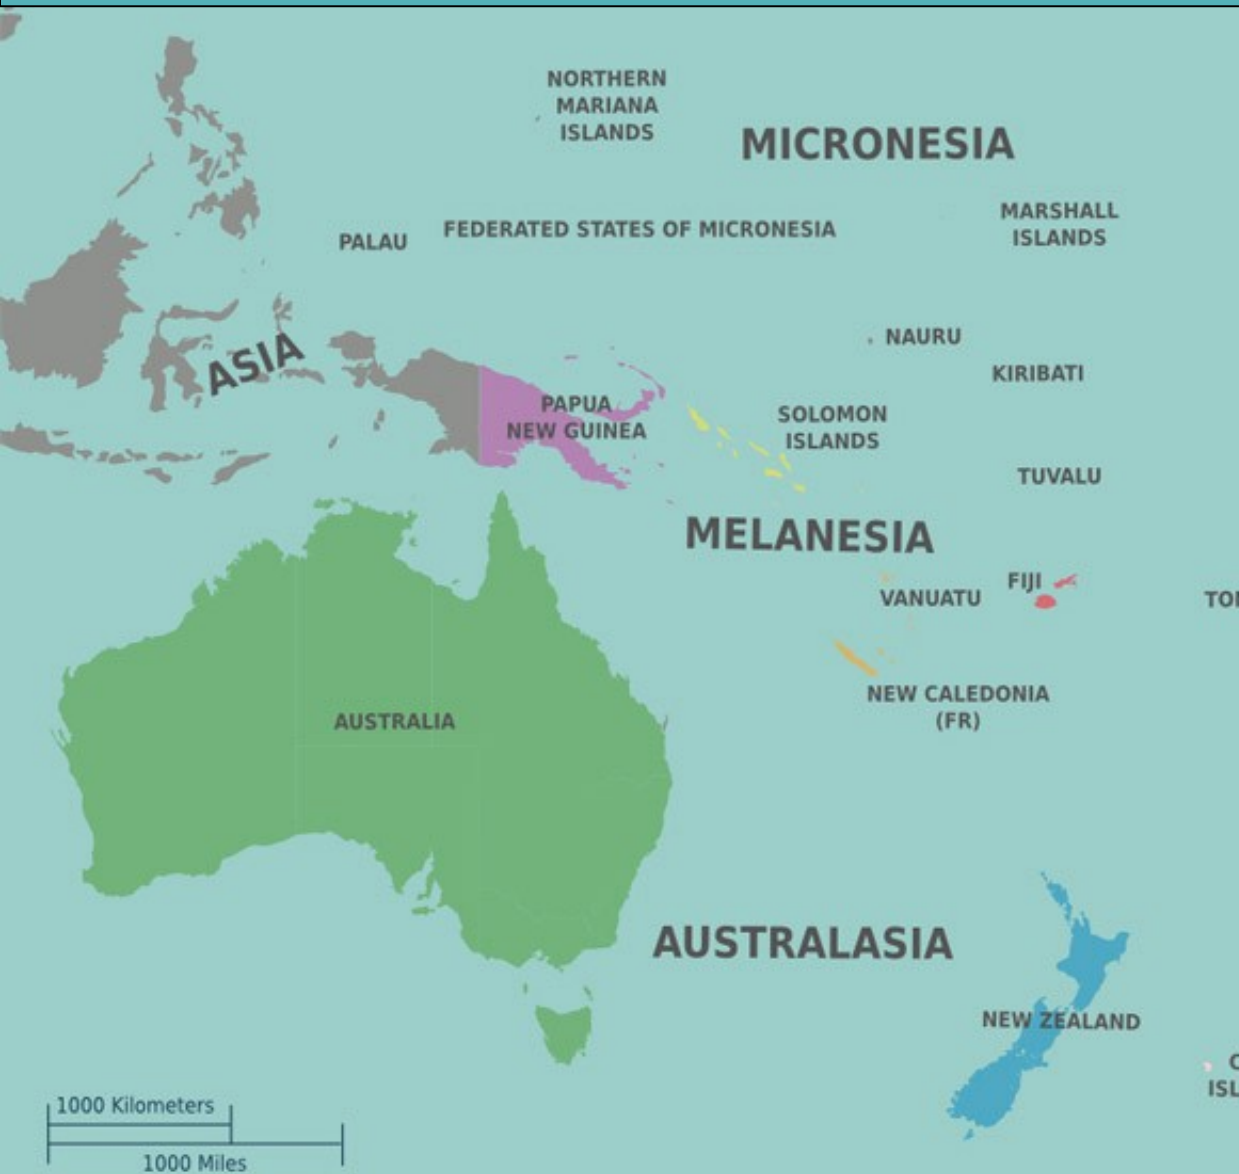 NORTHERN
MARIANA
ISLANDS
MICRONESIA
MARSHALL
ISLANDS
FEDERATED STATES OF MICRONESIA
PALAU
NAURU
ASIA
KIRIBATI
PAPUA
NEW GUINEA
SOLOMON
ISLANDS
TUVALU
MELANESIA
FIJI
VANUATU
NEW CALEDONIA
(FR)
AUSTRALIA
AUSTRALASIA
NEW ZEALAND
1000 Kilometers
1000 Miles